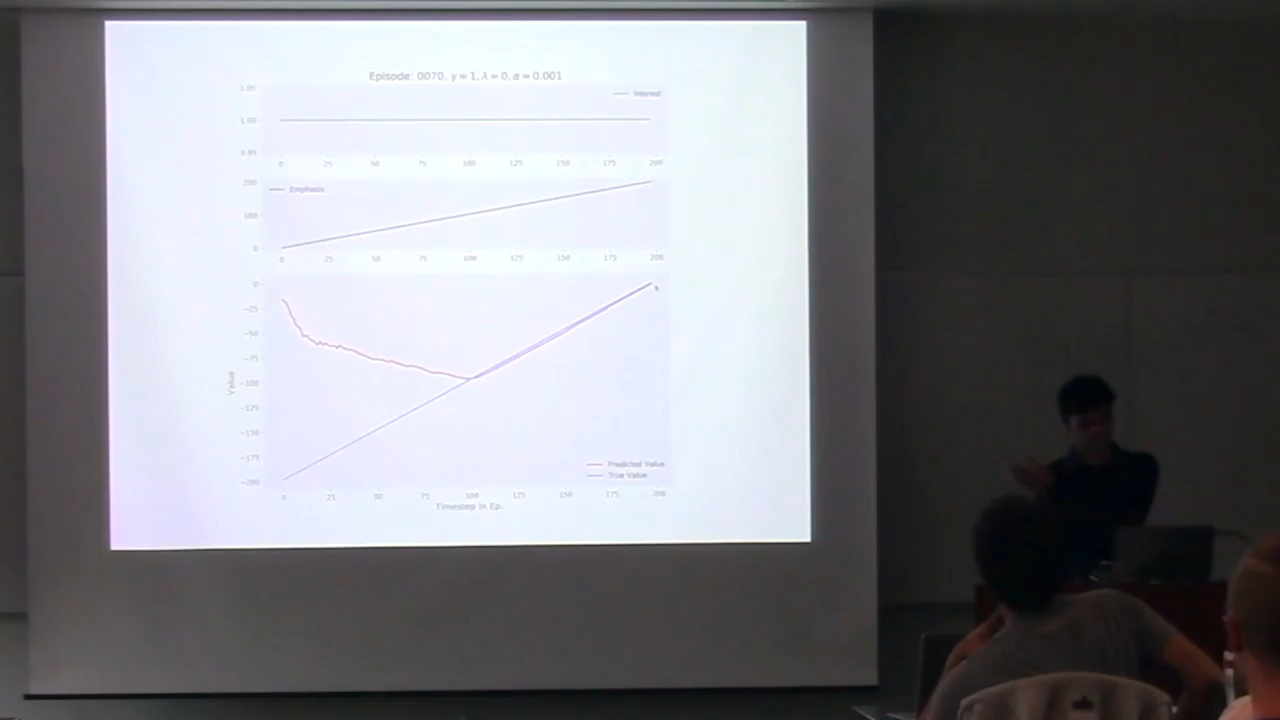 Episode: 0070, γ = 1, λ = 0, α = 0.001
1.05
1.00
0.95
Interest
0 25 50 75 100 125 150 175 200
200
100
0
Emphasis
0 25 50 75 100 125 150 175 200
0
−25
−50
−75
−100
−125
−150
−175
−200
Value
Predicted Value
True Value
0 25 50 75 100 125 150 175 200
Timestep in Ep.